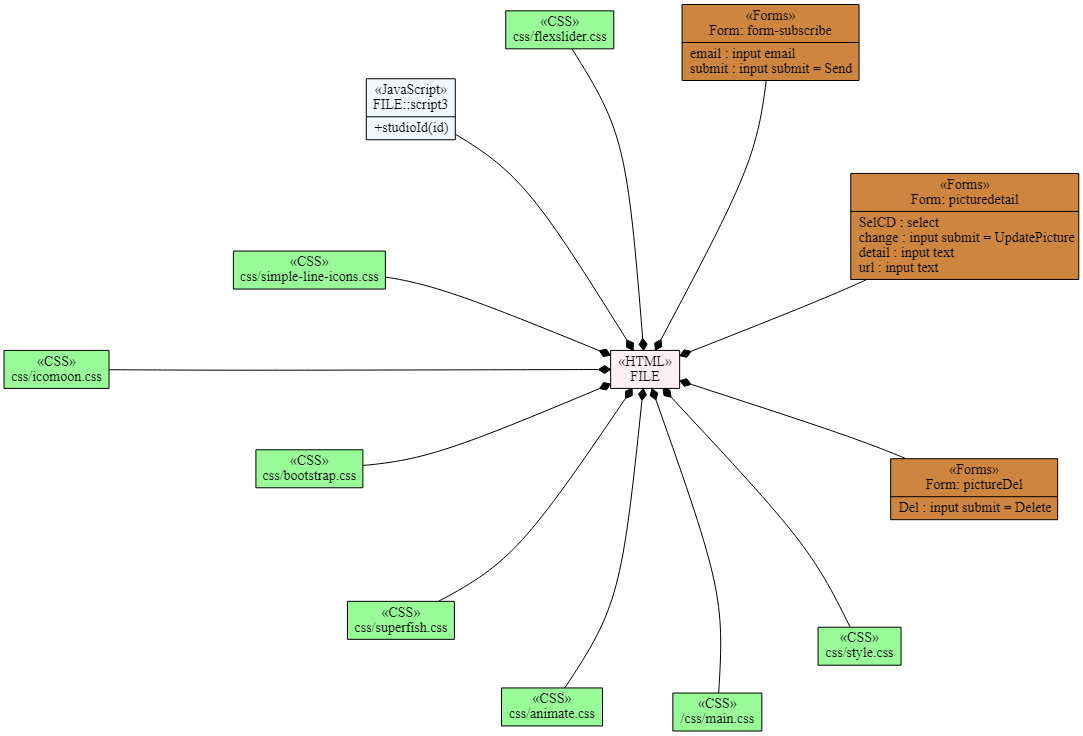 «CSS»
css/flexslider.css
«Forms»
Form: form-subscribe
email : input email
submit : input submit = Send
«JavaScript»
FILE::script3
+studioId(id)
«Forms»
Form: picturedetail
SelCD : select
change : input submit = UpdatePicture
detail : input text
url : input text
«CSS»
css/simple-line-icons.css
«CSS»
css/icomoon.css
«HTML»
FILE
«CSS»
css/bootstrap.css
«Forms»
Form: pictureDel
Del : input submit = Delete
«CSS»
css/superfish.css
«CSS»
css/style.css
«CSS»
css/animate.css
«CSS»
/css/main.css